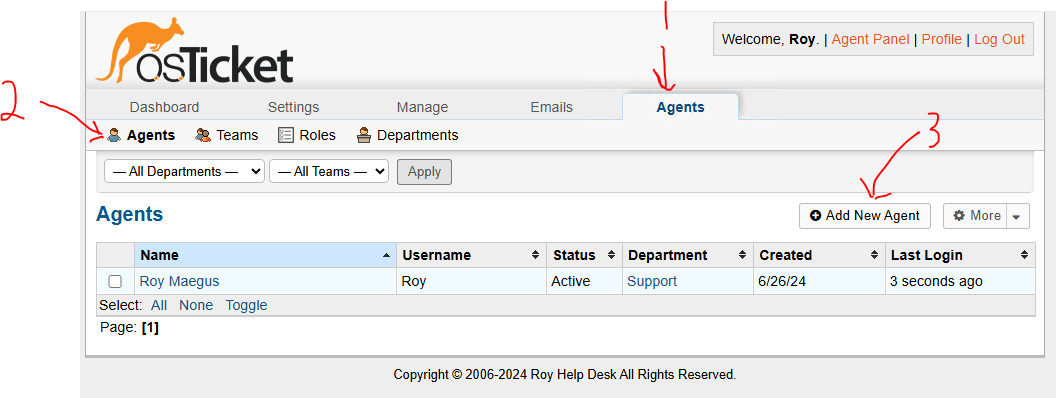 1
Welcome, Roy. | Agent Panel | Profile | Log Out
osTicket
2
Dashboard Settings Manage Emails Agents
Agents Teams Roles Departments
3
— All Departments — — All Teams — Apply
Agents
Add New Agent More
Name Username Status Department Created Last Login
Roy Maegus Roy Active Support 6/26/24 3 seconds ago
Select: All None Toggle
Page: [1]
Copyright © 2006-2024 Roy Help Desk All Rights Reserved.